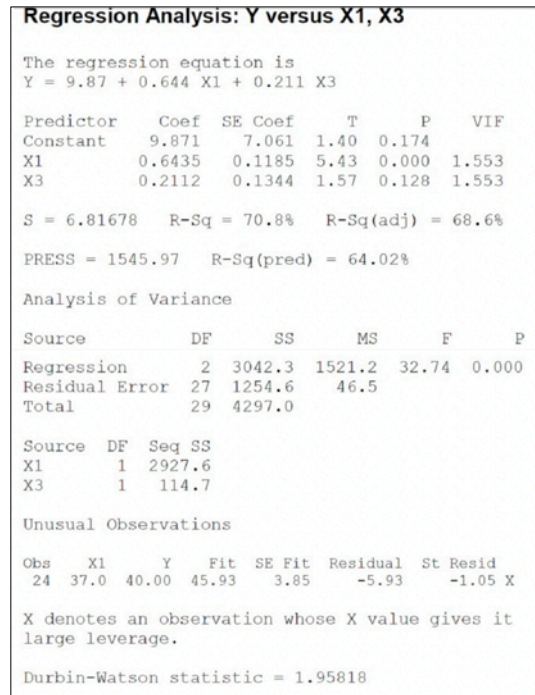 Regression Analysis: Y versus X1, X3
The regression equation is
Y = 9.87 + 0.644 X1 + 0.211 X3
Predictor Coef SE Coef T P VIF
Constant 9.871 7.061 1.40 0.174
X1 0.6435 0.1185 5.43 0.000 1.553
X3 0.2112 0.1344 1.57 0.128 1.553
S = 6.81678 R-Sq = 70.8% R-Sq(adj) = 68.6%
PRESS = 1545.97 R-Sq(pred) = 64.02%
Analysis of Variance
Source DF SS MS F P
Regression 2 3042.3 1521.2 32.74 0.000
Residual Error 27 1254.6 46.5
Total 29 4297.0
Source DF Seq SS
X1 1 2927.6
X3 1 114.7
Unusual Observations
Obs X1 Y Fit SE Fit Residual St Resid
24 37.0 40.00 45.93 3.85 -5.93 -1.05 X
X denotes an observation whose X value gives it
large leverage.
Durbin-Watson statistic = 1.95818